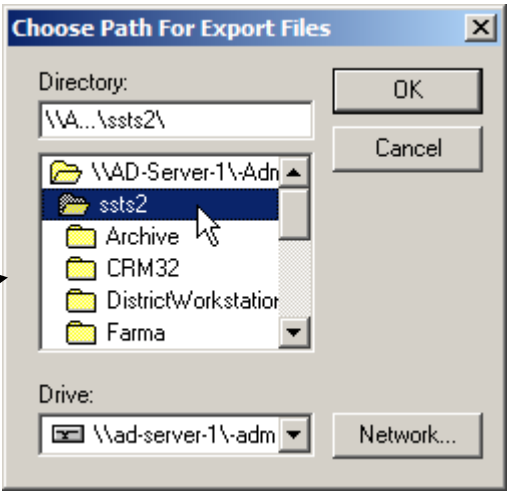 Choose Path For Export Files
Directory:
OK
\\A...\ssts2\
Cancel
\\AD-Server-1\-Adn
ssts2
Archive
CRM32
DistrictWorkstation
Farma
Drive:
\\ad-server-1\-adm
Network...